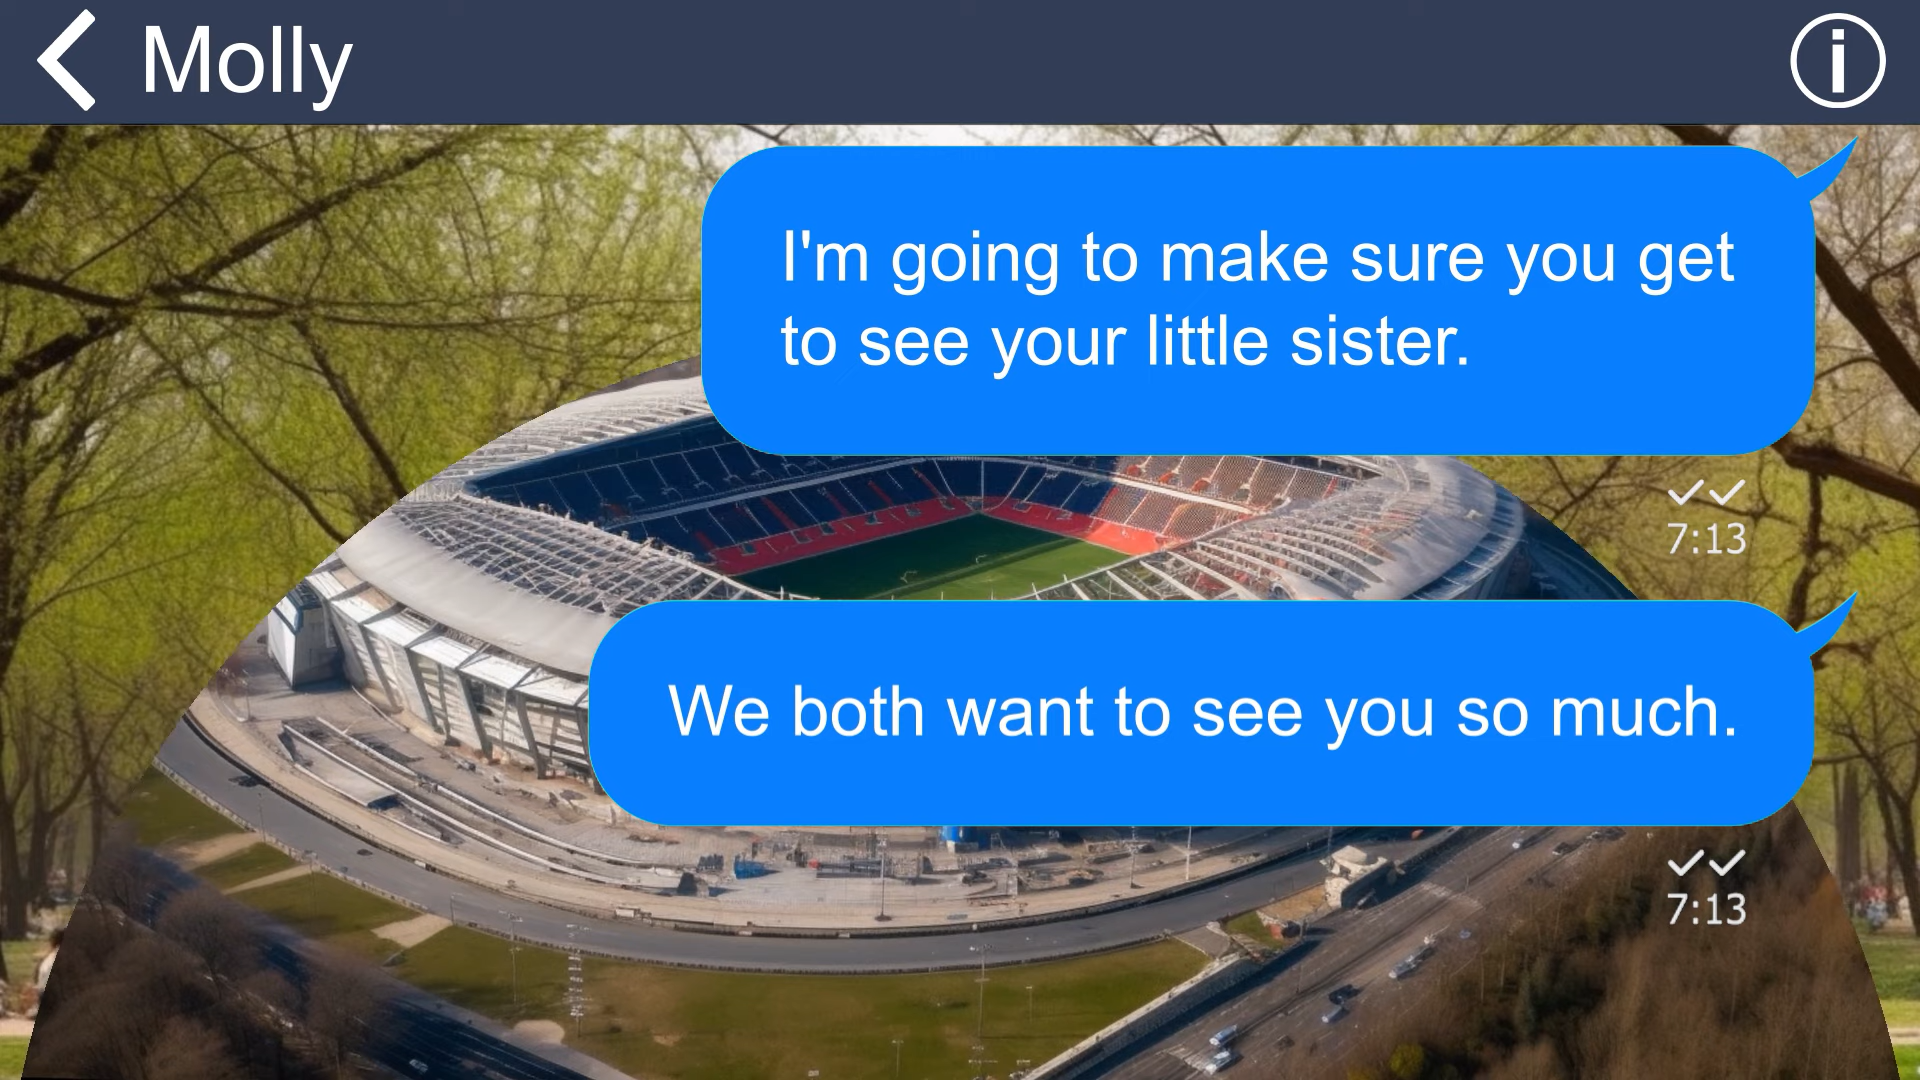 Molly
I'm going to make sure you get
to see your little sister.
7:13
We both want to see you so much.
7:13